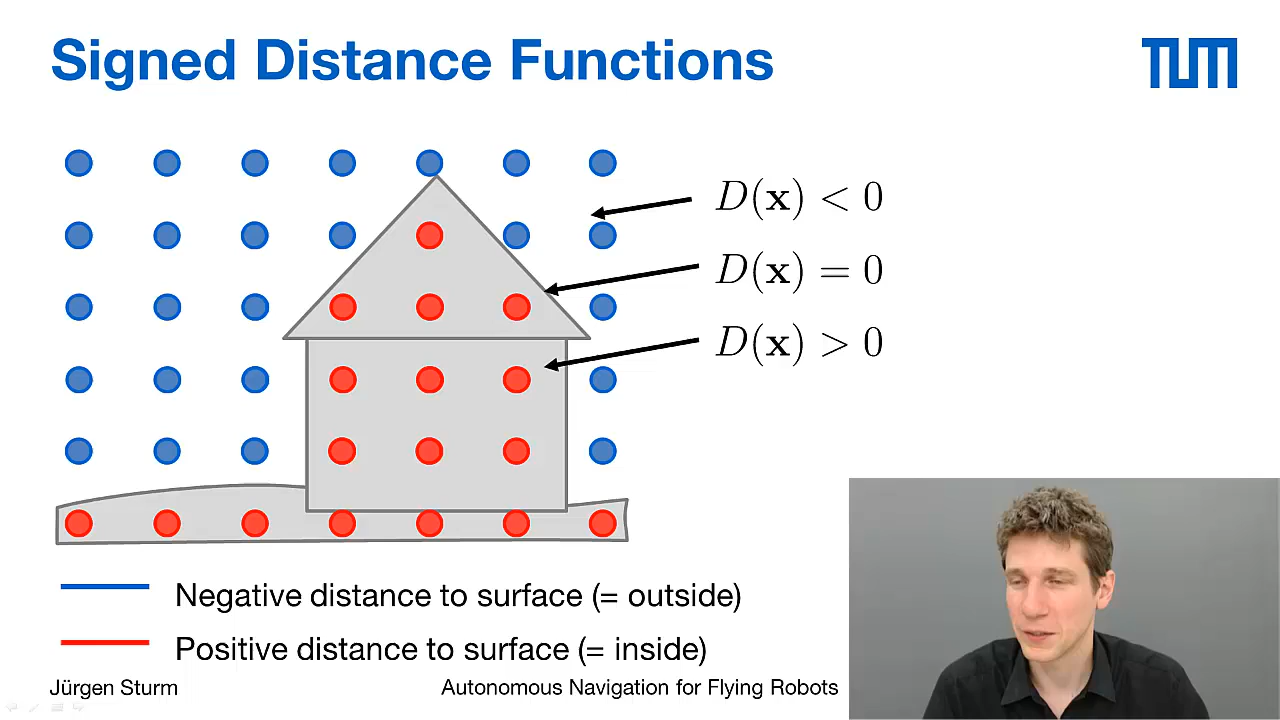 Signed Distance Functions
TUM
D(x) < 0
D(x) = 0
D(x) > 0
Negative distance to surface (= outside)
Positive distance to surface (= inside)
Jürgen Sturm
Autonomous Navigation for Flying Robots